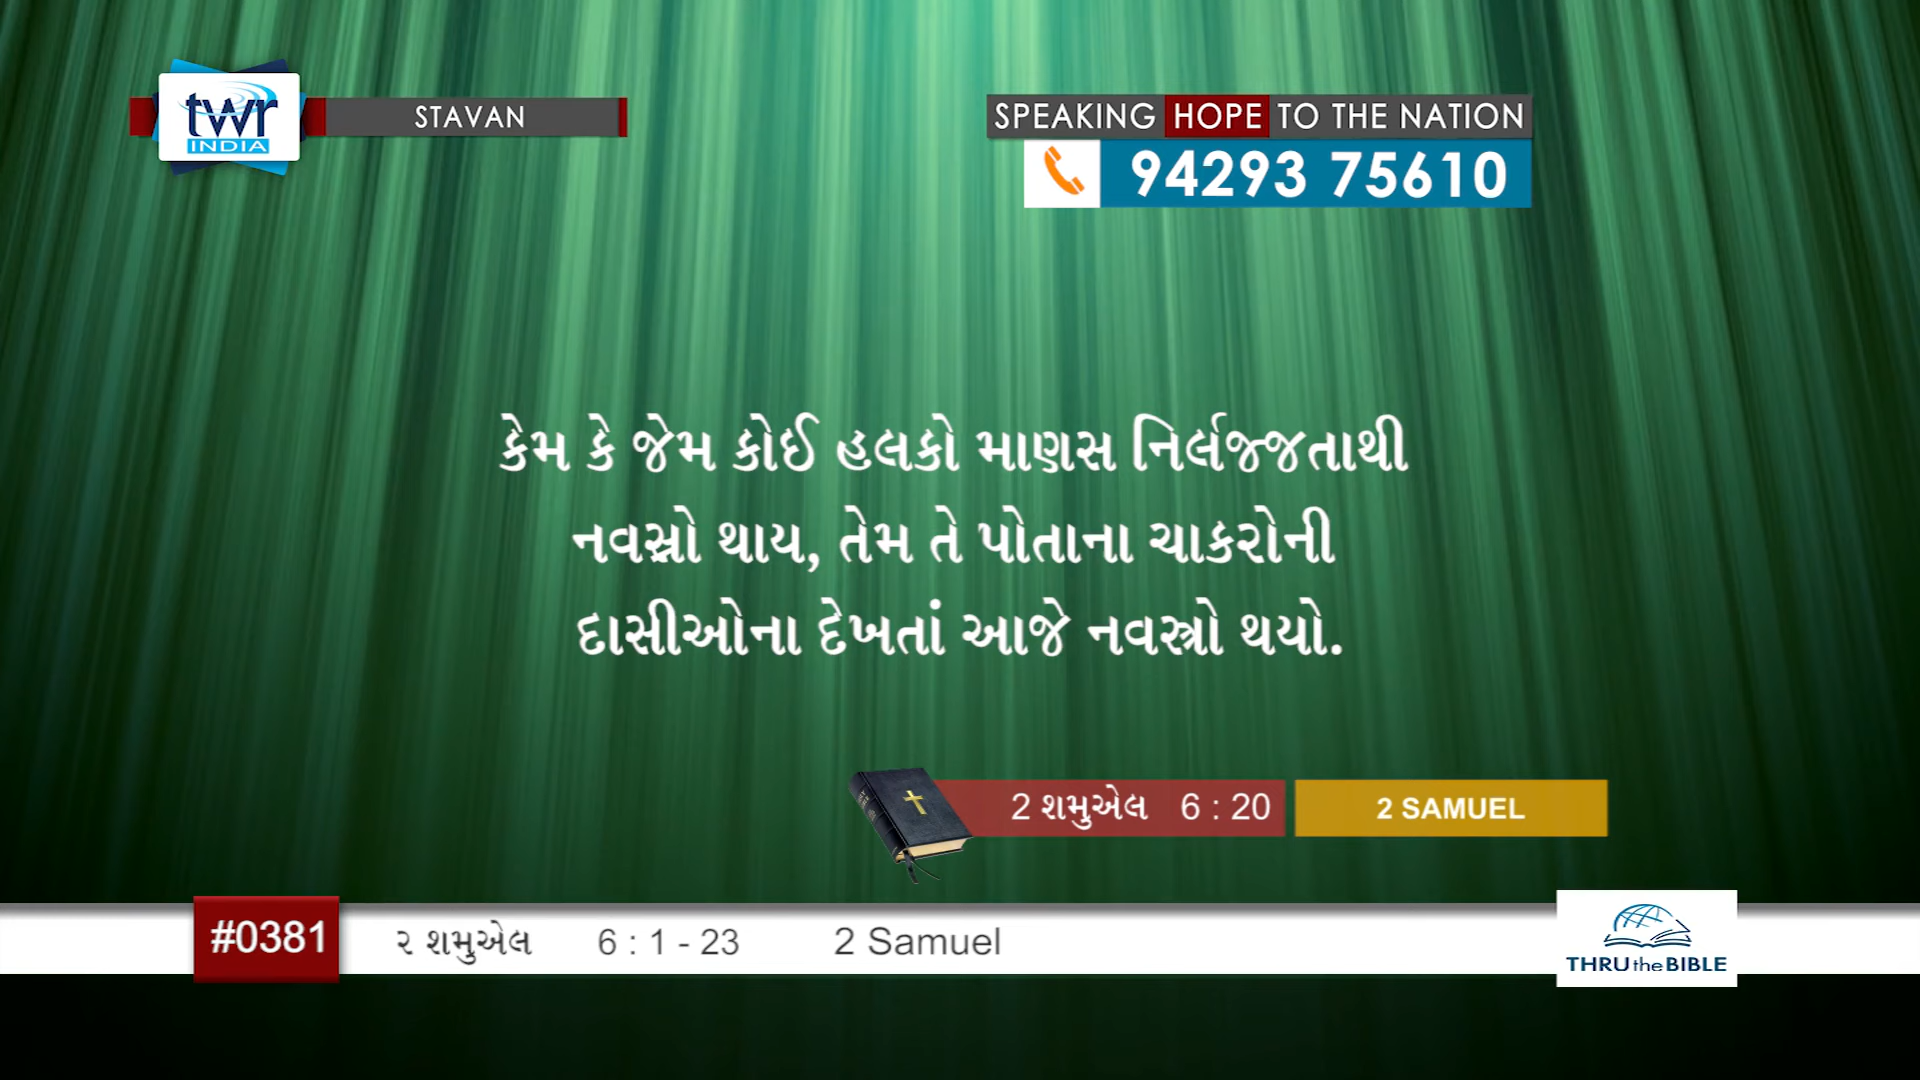 twr
INDIA
STAVAN
SPEAKING HOPE TO THE NATION
94293 75610
કેમ કે જેમ કોઈ હલકો માણસ નિર્લજ્જતાથી
નવસ્રો થાય, તેમ તે પોતાના ચાકરોની
દાસીઓના દેખતાં આજે નવસ્ત્રો થયો.
2 શમુએલ 6 : 20
2 SAMUEL
#0381
૨ શમુએલ 6 : 1 - 23 2 Samuel
THRU the BIBLE